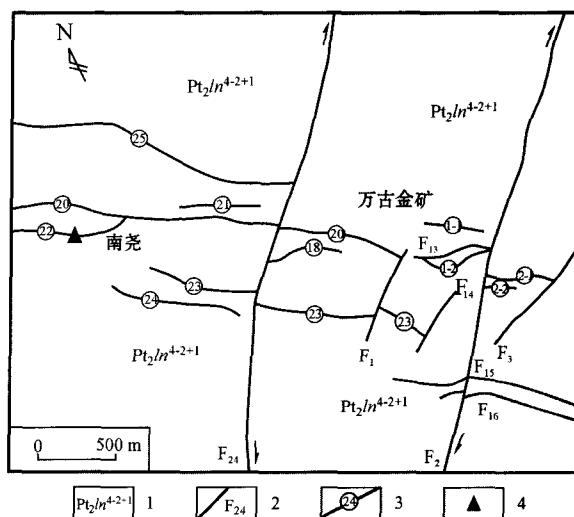 N
Pt₂ln⁴⁻²⁺¹
Pt₂ln⁴⁻²⁺¹
25
20
21
万古金矿
1-1
22
南尧
18
20
F₁₃
1-2
2-1
2-2
F₁₄
23
24
23
23
F₁
F₃
Pt₂ln⁴⁻²⁺¹
F₁₅
Pt₂ln⁴⁻²⁺¹
F₁₆
0 500 m
F₂₄
F₂
Pt₂ln⁴⁻²⁺¹ 1 F₂₄ 2 24 3 4